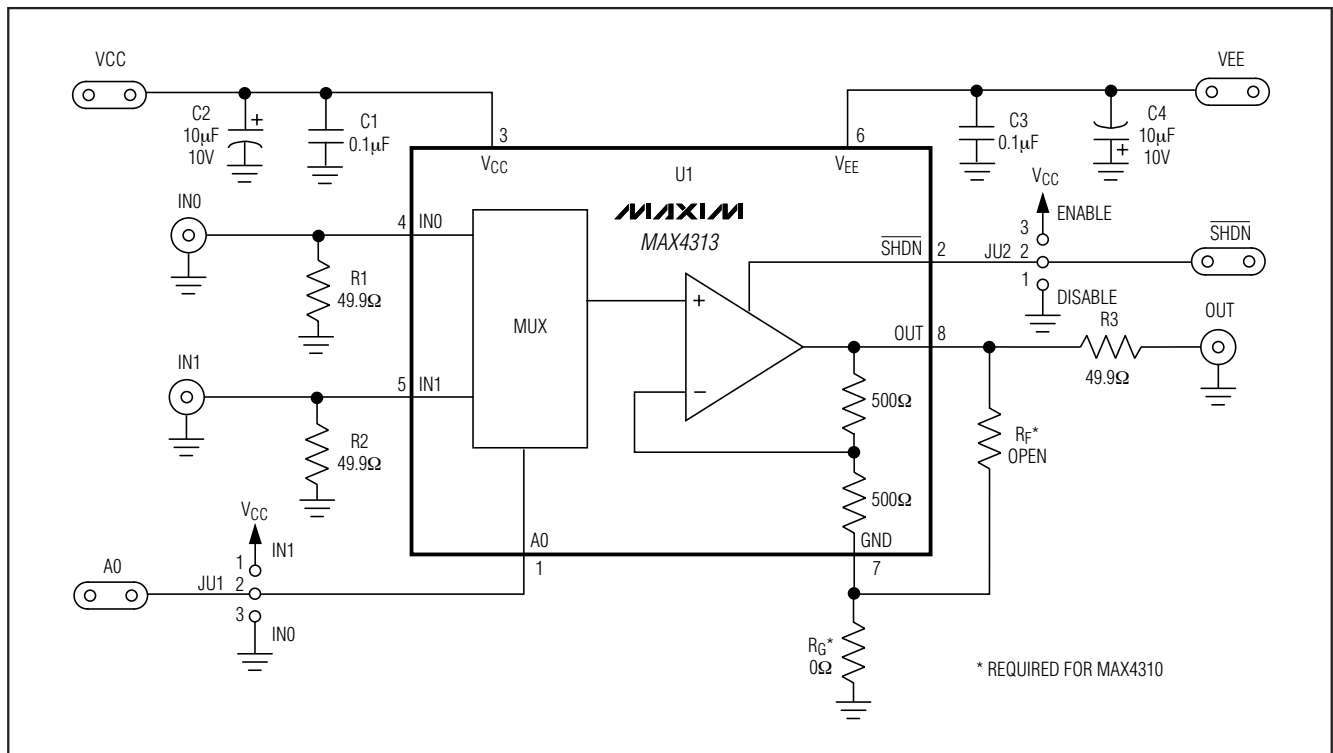 VCC
VEE
C2
10µF
10V
+
C1
0.1µF
3
VCC
6
VEE
C3
0.1µF
C4
10µF
10V
+
U1
MAXIM
MAX4313
IN0
4
IN0
R1
49.9Ω
IN1
5
IN1
R2
49.9Ω
MUX
+
−
SHDN
2
JU2
VCC
ENABLE
3
2
1
DISABLE
SHDN
OUT
8
R3
49.9Ω
OUT
500Ω
500Ω
RF*
OPEN
GND
7
A0
1
VCC
IN1
1
JU1
2
3
IN0
A0
RG*
0Ω
* REQUIRED FOR MAX4310